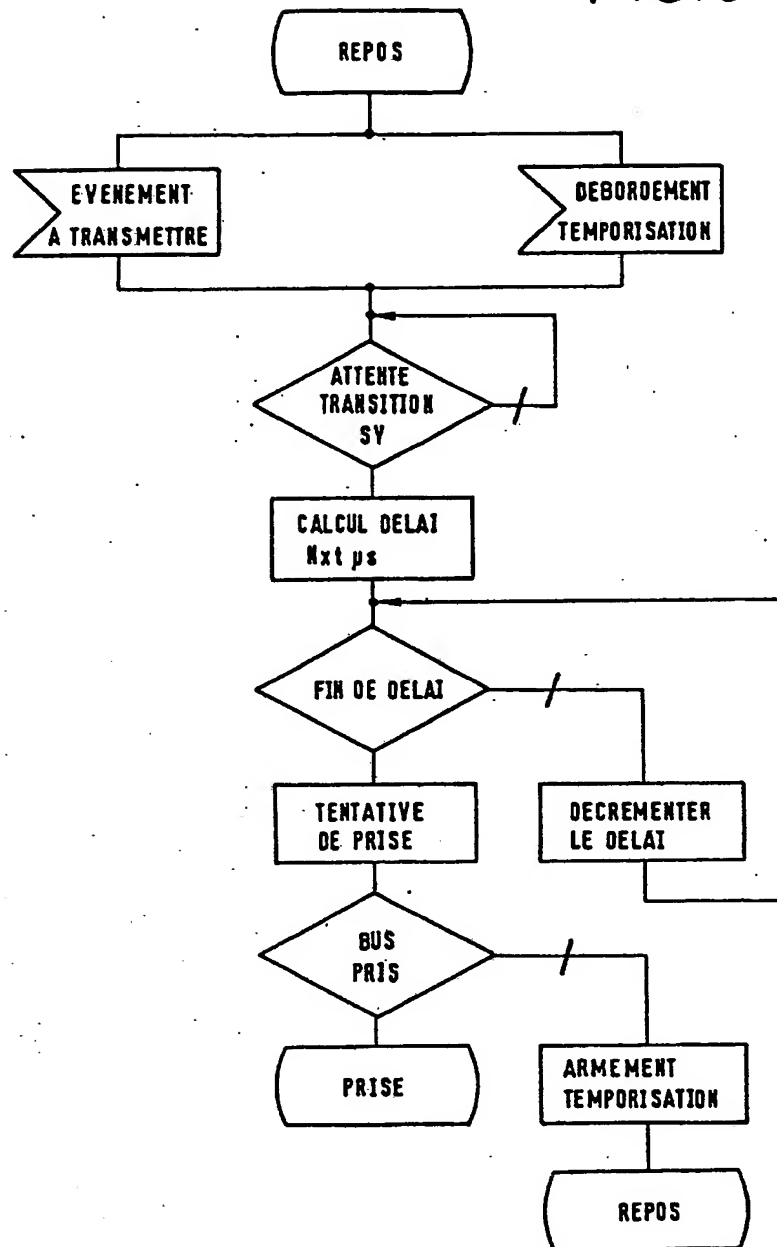 REPOS
EVENEMENT
A TRANSMETTRE
DEBORDEMENT
TEMPORISATION
ATTENTE
TRANSITION
SY
CALCUL DELAI
Nxt µs
FIN DE DELAI
TENTATIVE
DE PRISE
DECREMENTER
LE DELAI
BUS
PRIS
PRISE
ARMEMENT
TEMPORISATION
REPOS